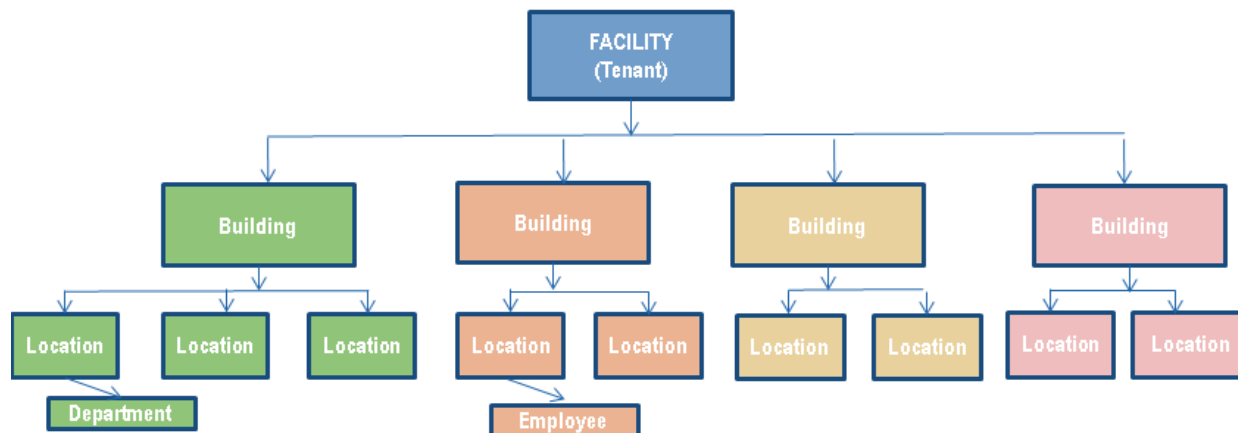 FACILITY
(Tenant)
Building
Building
Building
Building
Location
Location
Location
Location
Location
Location
Location
Location
Location
Department
Employee